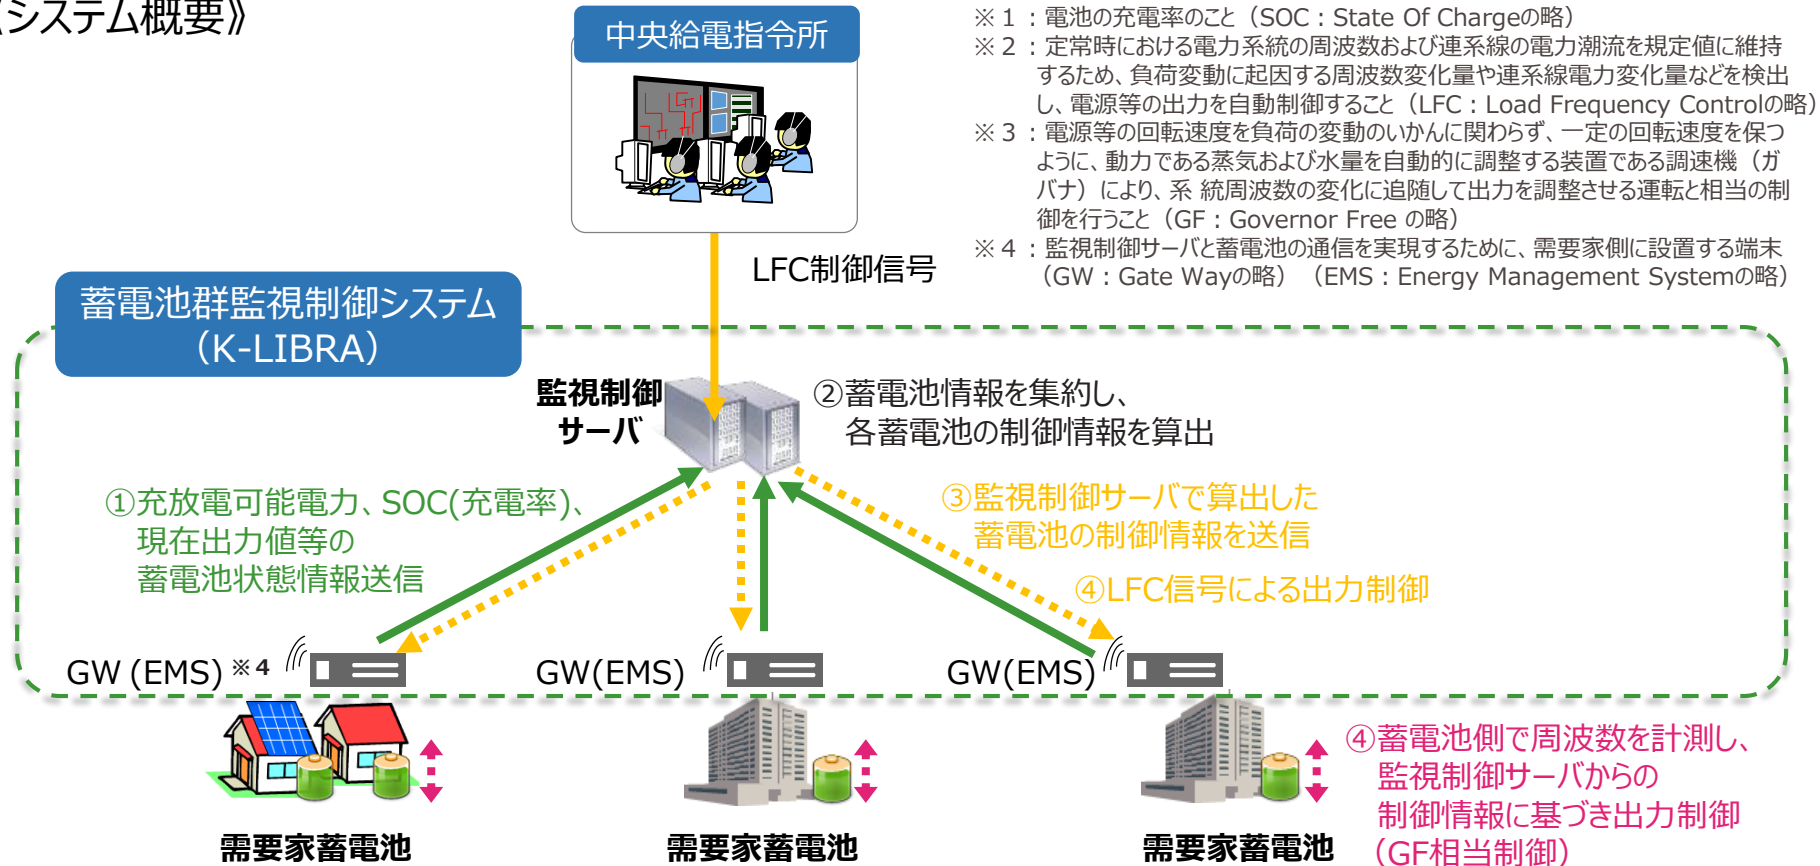 《システム概要》
中央給電指令所
※１：電池の充電率のこと（SOC：State Of Chargeの略）
※２：定常時における電力系統の周波数および連系線の電力潮流を規定値に維持
するため、負荷変動に起因する周波数変化量や連系線電力変化量などを検出
し、電源等の出力を自動制御すること（LFC：Load Frequency Controlの略）
※３：電源等の回転速度を負荷の変動のいかんに関わらず、一定の回転速度を保つ
ように、動力である蒸気および水量を自動的に調整する装置である調速機（ガ
バナ）により、系 統周波数の変化に追随して出力を調整させる運転と相当の制
御を行うこと（GF：Governor Free の略）
※４：監視制御サーバと蓄電池の通信を実現するために、需要家側に設置する端末
（GW：Gate Wayの略）（EMS：Energy Management Systemの略）
LFC制御信号
蓄電池群監視制御システム
（K-LIBRA）
監視制御
サーバ
②蓄電池情報を集約し、
各蓄電池の制御情報を算出
①充放電可能電力、SOC(充電率)、
現在出力値等の
蓄電池状態情報送信
③監視制御サーバで算出した
蓄電池の制御情報を送信
④LFC信号による出力制御
GW (EMS) ※４
GW(EMS)
GW(EMS)
④蓄電池側で周波数を計測し、
監視制御サーバからの
制御情報に基づき出力制御
（GF相当制御）
需要家蓄電池
需要家蓄電池
需要家蓄電池